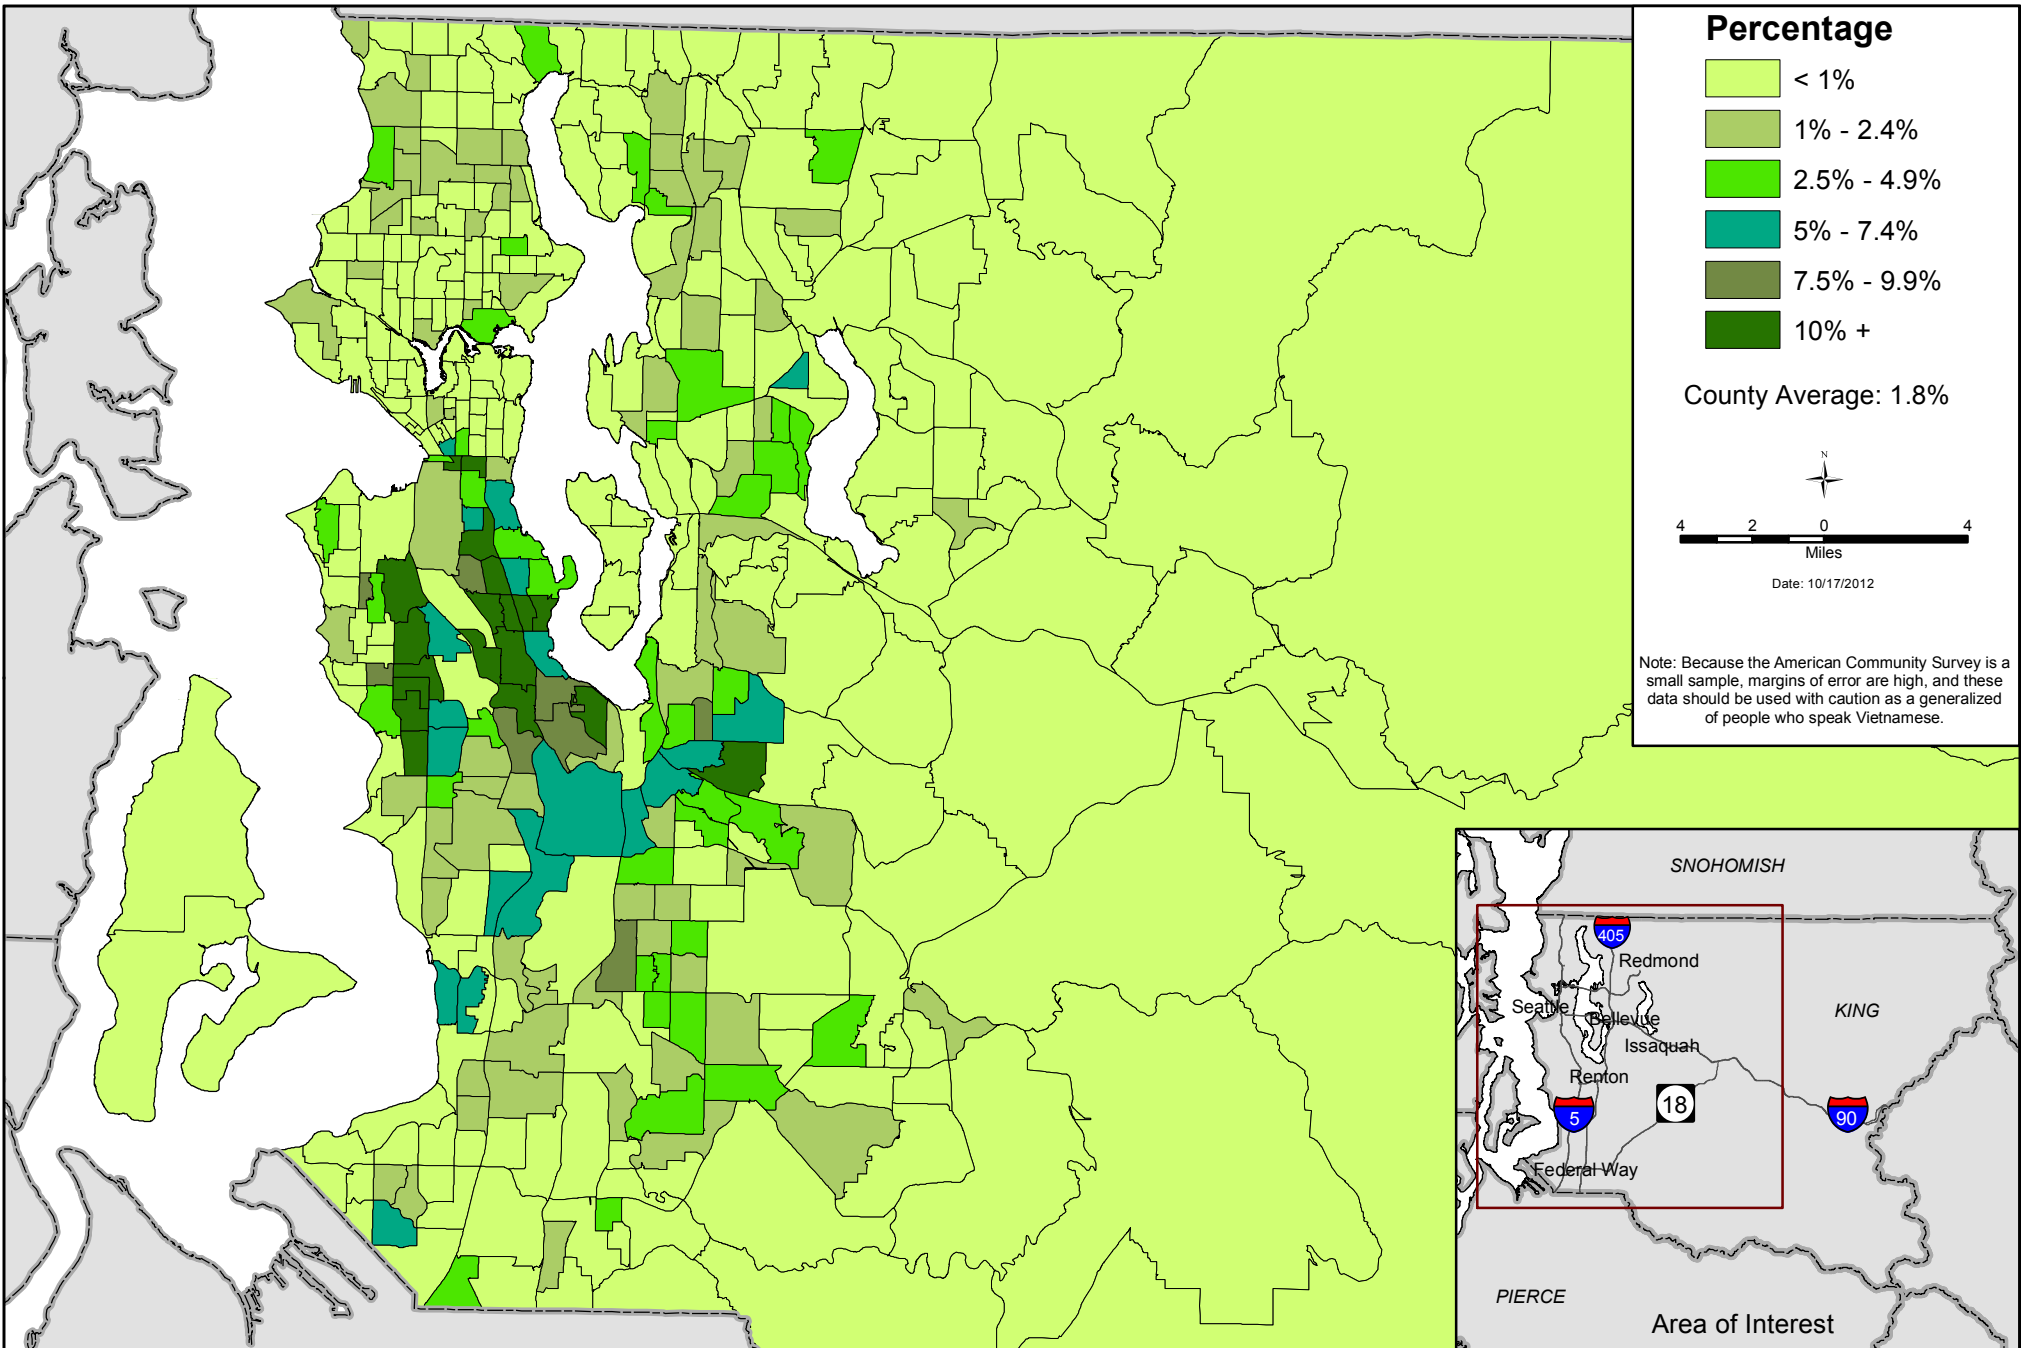 Percentage
< 1%
1% - 2.4%
2.5% - 4.9%
5% - 7.4%
7.5% - 9.9%
10% +
County Average: 1.8%
N
4 2 0 4
Miles
Date: 10/17/2012
Note: Because the American Community Survey is a
small sample, margins of error are high, and these
data should be used with caution as a generalized
of people who speak Vietnamese.
SNOHOMISH
405
Redmond
Seattle
Bellevue
KING
Issaquah
Renton
18
5
90
Federal Way
PIERCE
Area of Interest